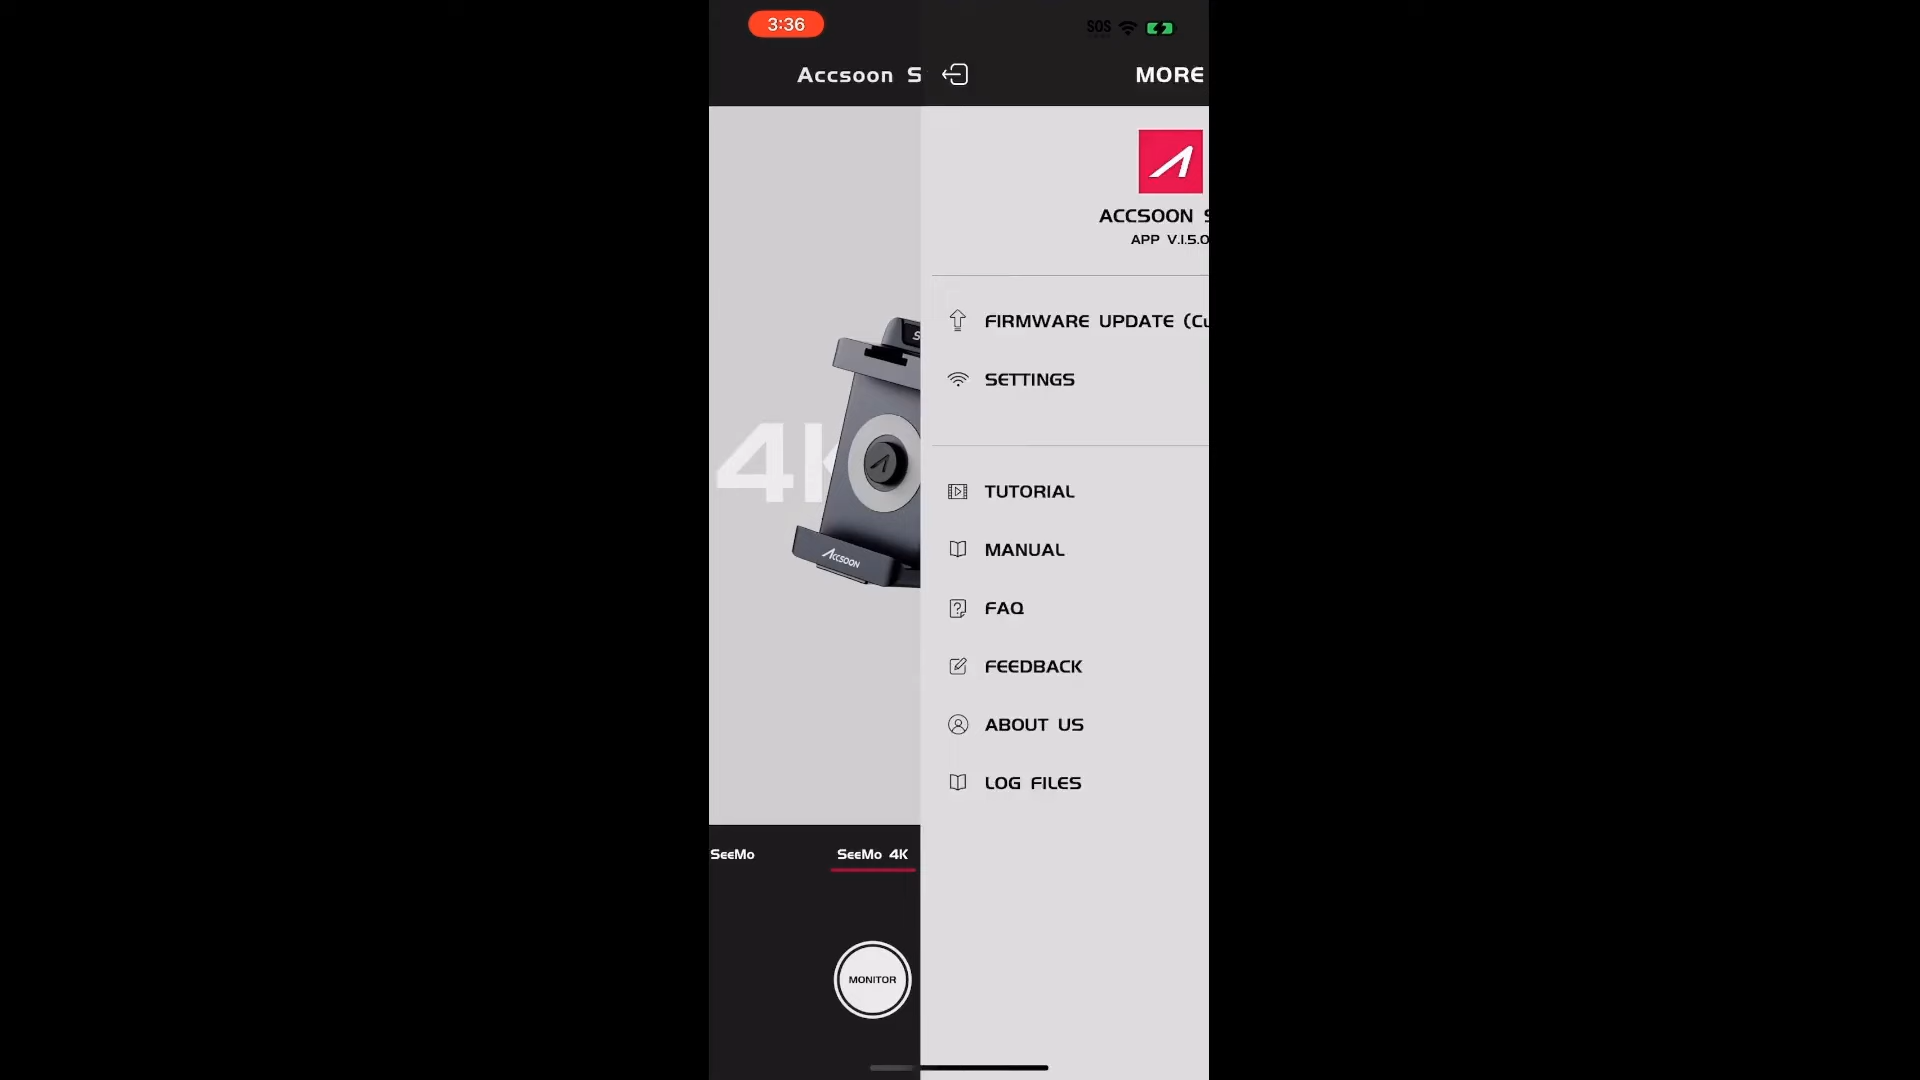 3:36
SOS
Accsoon S
MORE
ACCSOON S
APP V.1.5.0
FIRMWARE UPDATE (Cu
SETTINGS
4K
S
ACCSOON
TUTORIAL
MANUAL
FAQ
FEEDBACK
ABOUT US
LOG FILES
SeeMo
SeeMo 4K
MONITOR